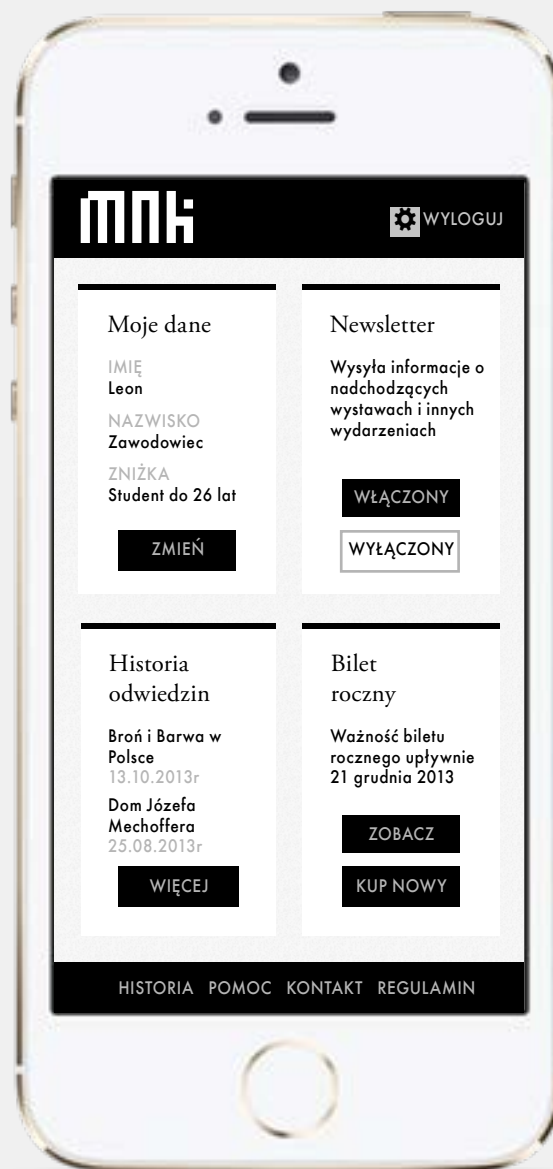 mnk
WYLOGUJ
Moje dane
IMIĘ
Leon
NAZWISKO
Zawodowiec
ZNIŻKA
Student do 26 lat
ZMIEŃ
Newsletter
Wysyła informacje o
nadchodzących
wystawach i innych
wydarzeniach
WŁĄCZONY
WYŁĄCZONY
Historia
odwiedzin
Broń i Barwa w
Polsce
13.10.2013r
Dom Józefa
Mechoffera
25.08.2013r
WIĘCEJ
Bilet
roczny
Ważność biletu
rocznego upływnie
21 grudnia 2013
ZOBACZ
KUP NOWY
HISTORIA POMOC KONTAKT REGULAMIN